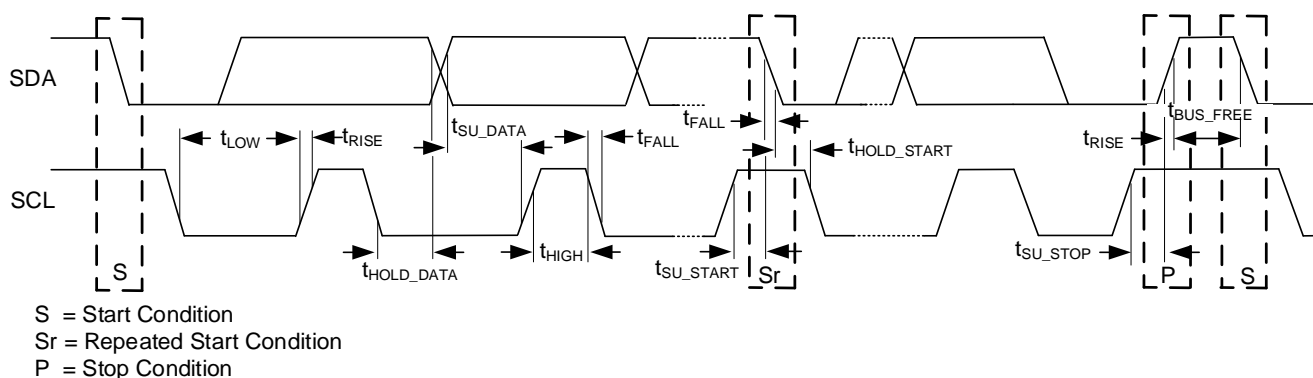 SDA
tLOW
tRISE
tSU_DATA
tFALL
tFALL
tHOLD_START
tRISE
tBUS_FREE
SCL
tHOLD_DATA
tHIGH
tSU_START
tSU_STOP
S
Sr
P
S
S = Start Condition
Sr = Repeated Start Condition
P = Stop Condition